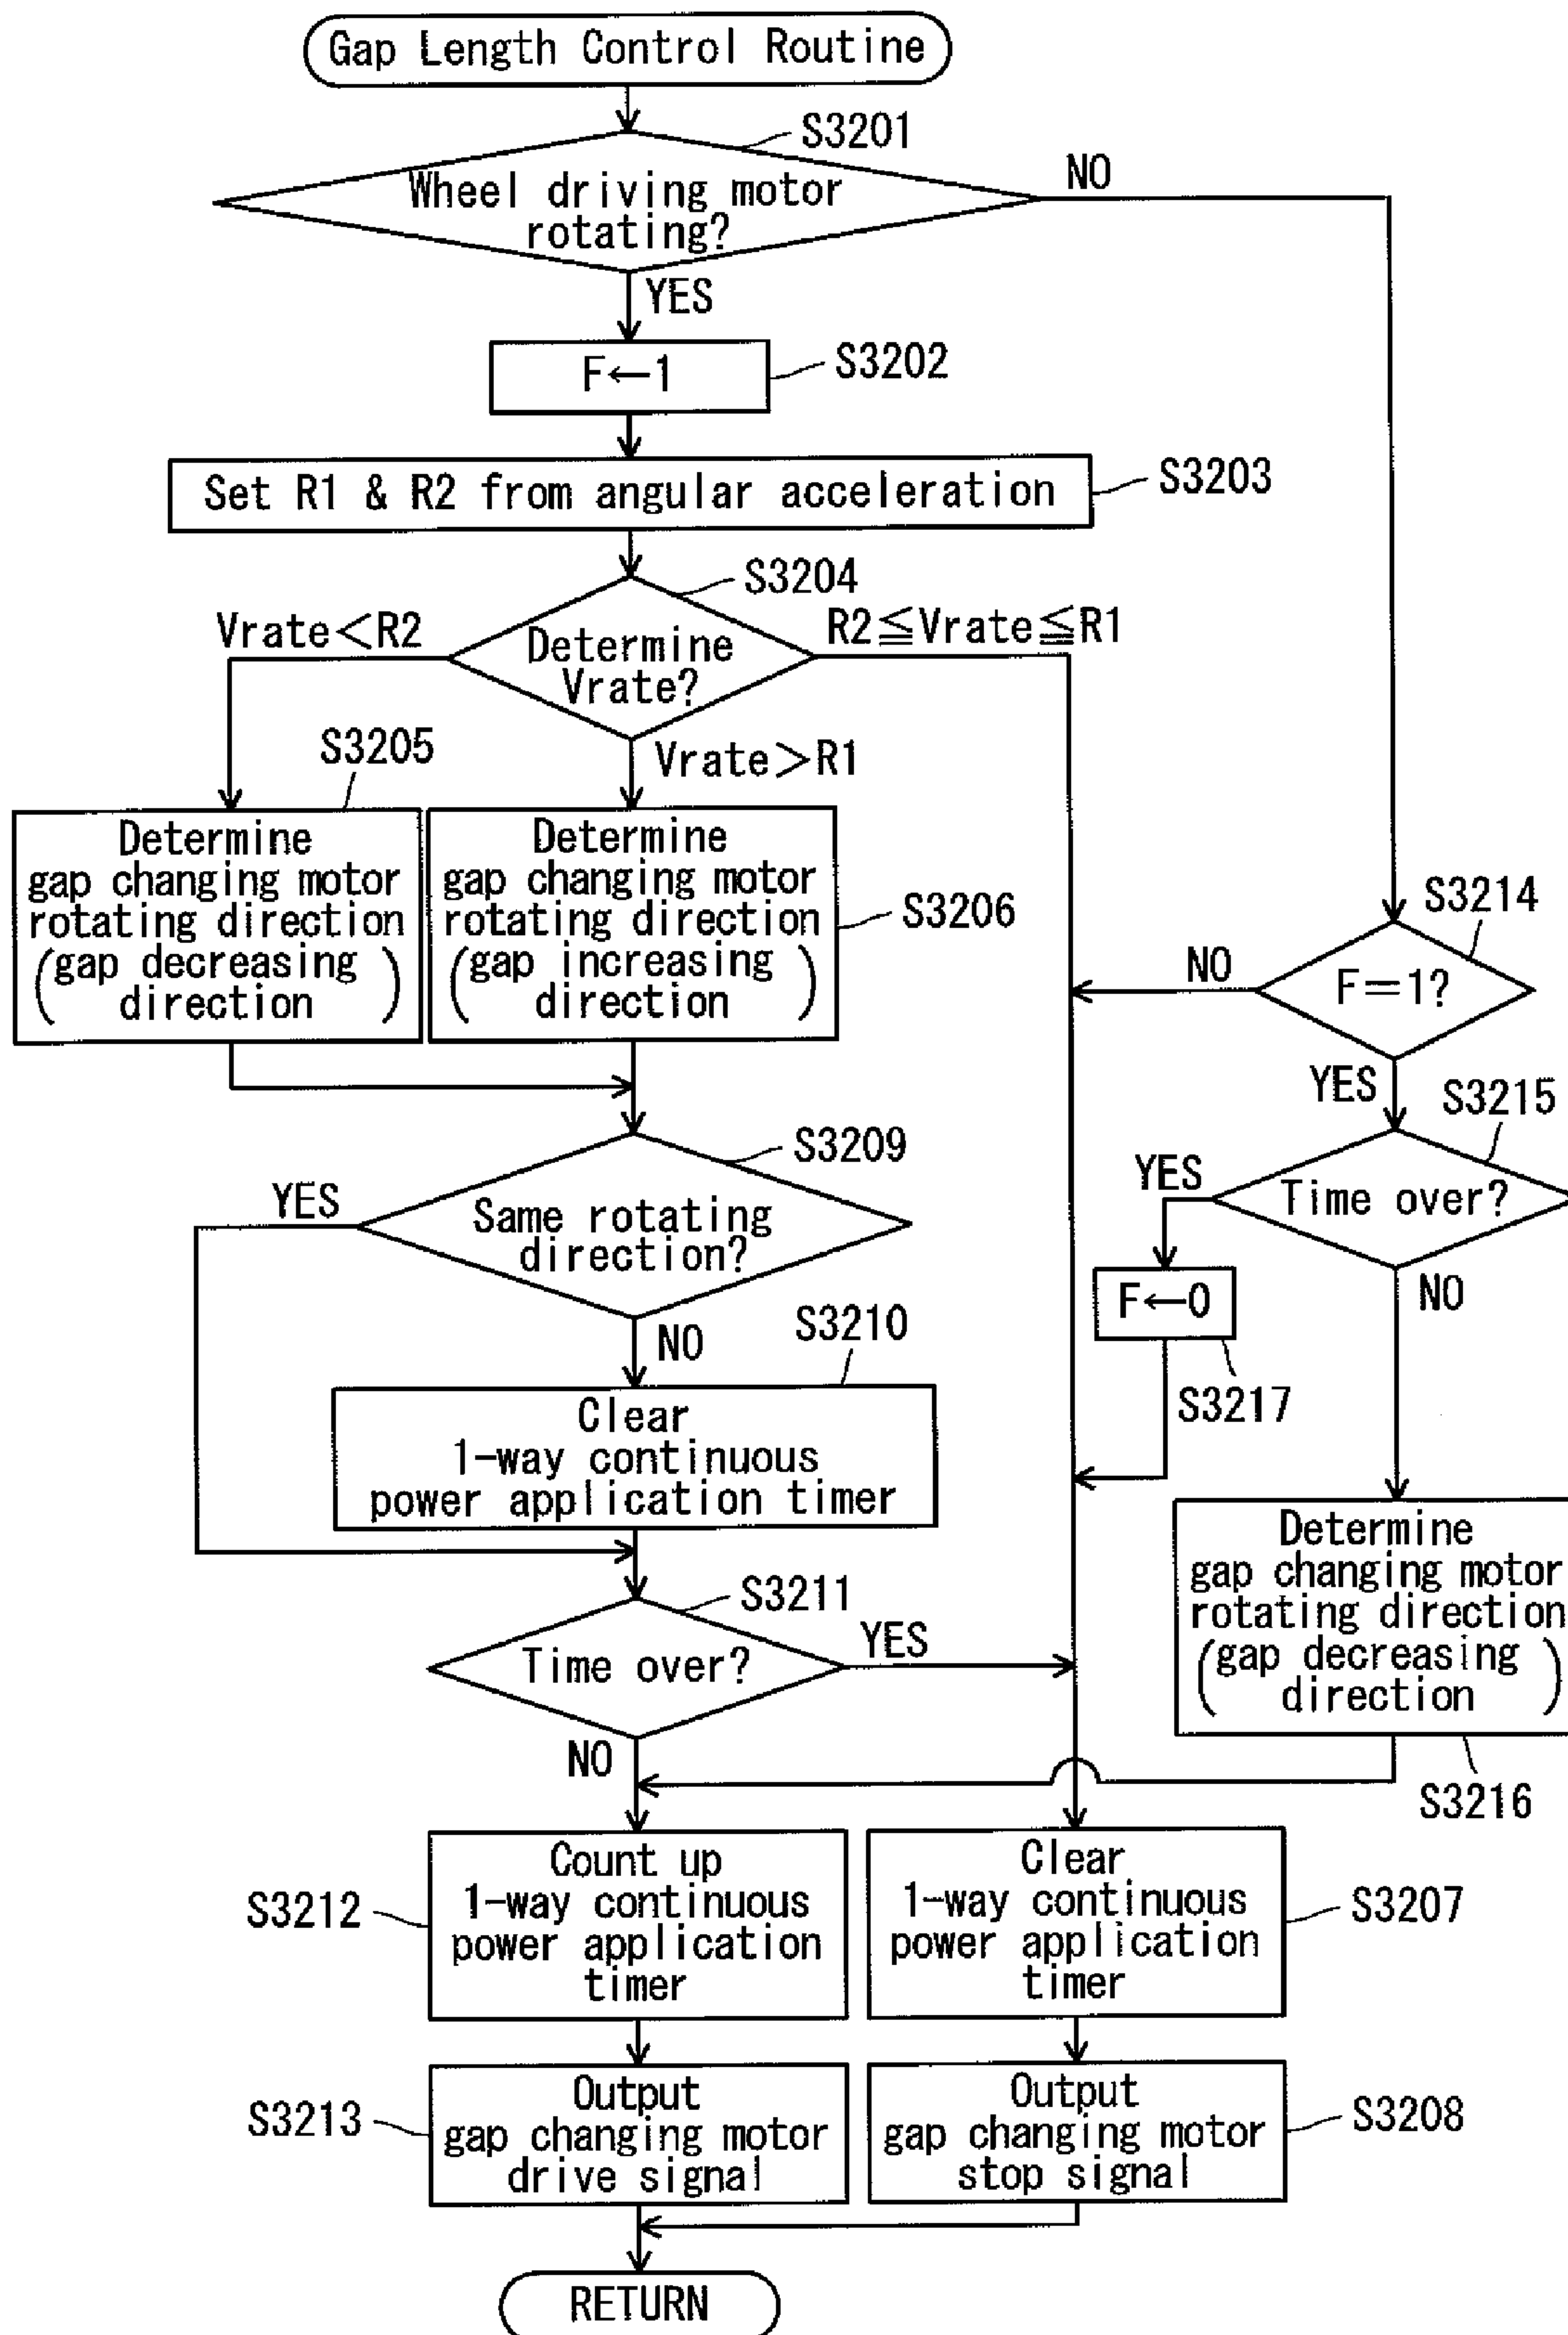 Gap Length Control Routine
S3201
Wheel driving motor
rotating?
NO
YES
F←1
S3202
Set R1 & R2 from angular acceleration
S3203
S3204
Vrate<R2
R2≦Vrate≦R1
Determine
Vrate?
S3205
Vrate>R1
Determine
gap changing motor
rotating direction
(gap decreasing
direction)
Determine
gap changing motor
rotating direction
(gap increasing
direction)
S3206
S3214
NO
F=1?
YES
S3215
S3209
YES
Same rotating
direction?
YES
Time over?
F←0
NO
S3210
NO
S3217
Clear
1-way continuous
power application timer
Determine
gap changing motor
rotating direction
(gap decreasing
direction)
S3211
YES
Time over?
NO
S3216
Count up
1-way continuous
power application
timer
S3212
Clear
1-way continuous
power application
timer
S3207
Output
gap changing motor
drive signal
S3213
Output
gap changing motor
stop signal
S3208
RETURN